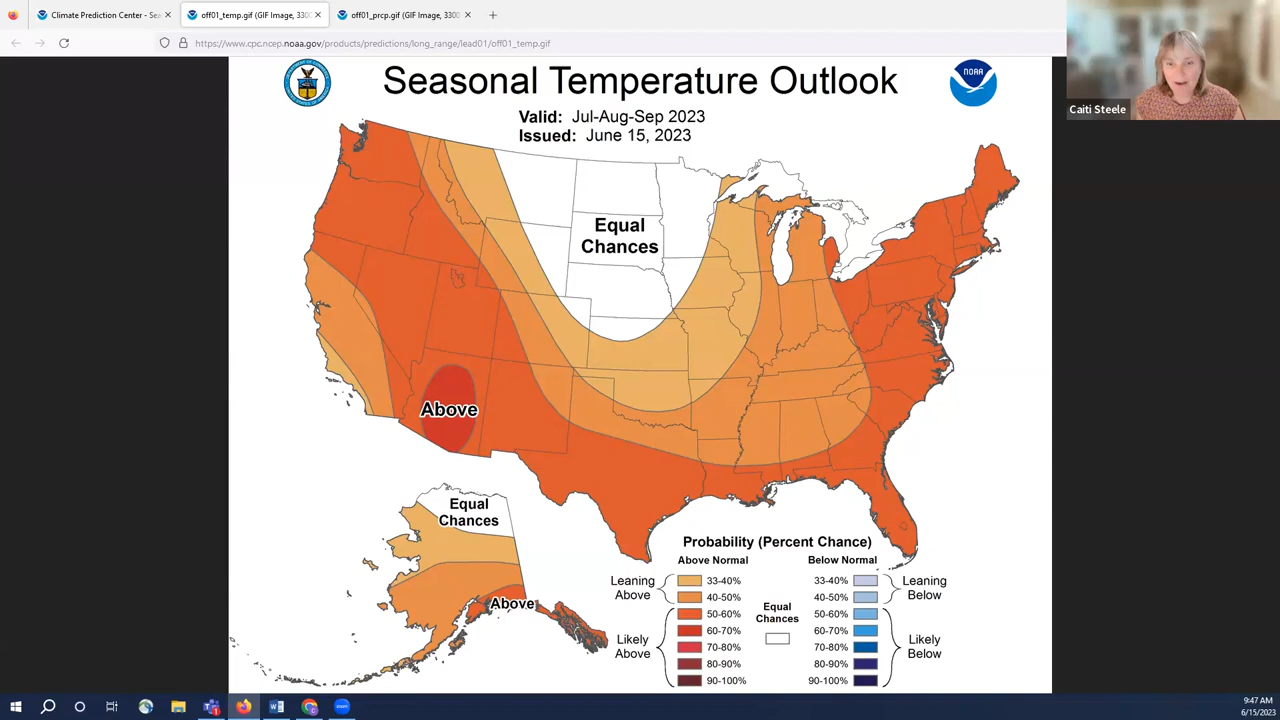 Climate Prediction Center - Sea
off01_temp.gif (GIF Image, 3300
off01_prcp.gif (GIF Image, 3300
https://www.cpc.ncep.noaa.gov/products/predictions/long_range/lead01/off01_temp.gif
Caiti Steele
Seasonal Temperature Outlook
NOAA
Valid: Jul-Aug-Sep 2023
Issued: June 15, 2023
Equal
Chances
Above
Equal
Chances
Above
Probability (Percent Chance)
Above Normal
Below Normal
Leaning
Above
33-40%
40-50%
50-60%
60-70%
70-80%
80-90%
90-100%
Likely
Above
Equal
Chances
33-40%
40-50%
50-60%
60-70%
70-80%
80-90%
90-100%
Leaning
Below
Likely
Below
zoom
9:47 AM
6/15/2023